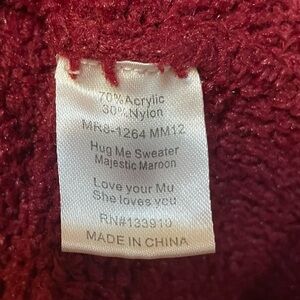 70%Acrylic
30%Nylon
MR8-1264 MM12
Hug Me Sweater
Majestic Maroon
Love your Mu
She loves you
RN#133910
MADE IN CHINA